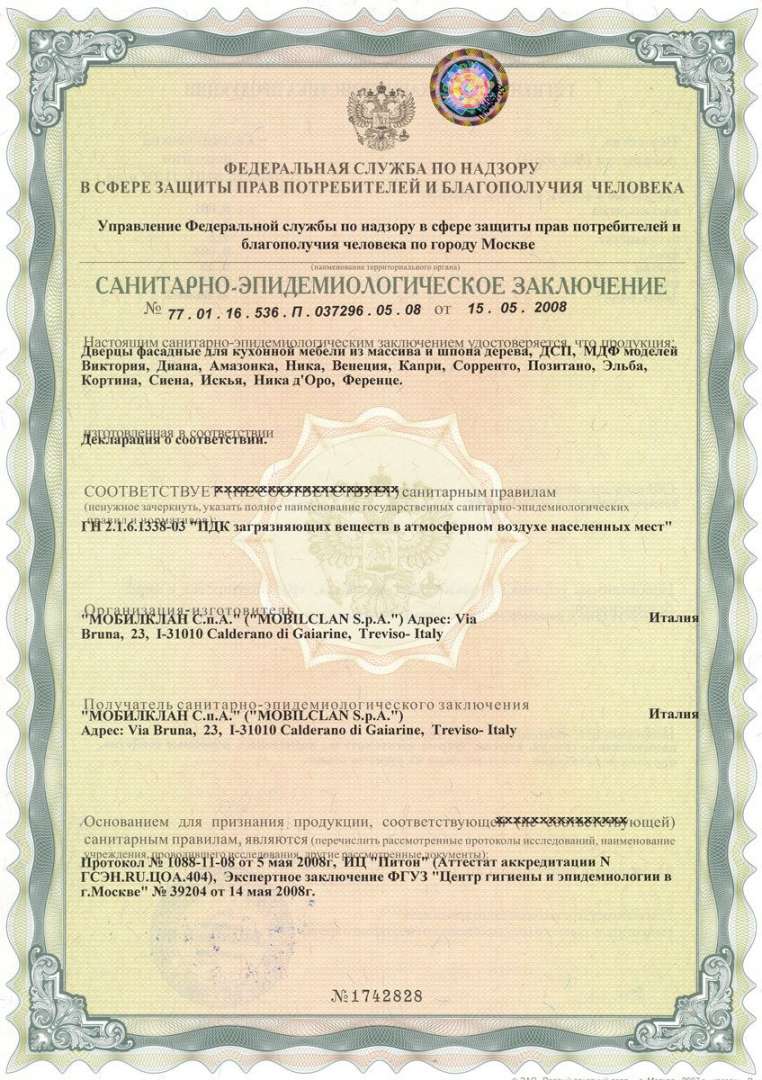 ФЕДЕРАЛЬНАЯ СЛУЖБА ПО НАДЗОРУ
В СФЕРЕ ЗАЩИТЫ ПРАВ ПОТРЕБИТЕЛЕЙ И БЛАГОПОЛУЧИЯ ЧЕЛОВЕКА
Управление Федеральной службы по надзору в сфере защиты прав потребителей и
благополучия человека по городу Москве
(наименование территориального органа)
САНИТАРНО-ЭПИДЕМИОЛОГИЧЕСКОЕ ЗАКЛЮЧЕНИЕ
№ 77.01.16.536.П.037296.05.08 от 15.05.2008
Настоящим санитарно-эпидемиологическим заключением удостоверяется, что продукция:
Дверцы фасадные для кухонной мебели из массива и шпона дерева, ДСП, МДФ моделей
Виктория, Диана, Амазонка, Ника, Венеция, Капри, Сорренто, Позитано, Эльба,
Кортина, Сиена, Искья, Ника д'Оро, Ференце.
изготовленная в соответствии
Декларация о соответствии.
СООТВЕТСТВУЕТ (НЕ СООТВЕТСТВУЕТ) санитарным правилам
(ненужное зачеркнуть, указать полное наименование государственных санитарно-эпидемиологических
правил и нормативов):
ГН 2.1.6.1338-03 "ПДК загрязняющих веществ в атмосферном воздухе населенных мест"
Организация-изготовитель
"МОБИЛКЛАН С.п.А." ("MOBILCLAN S.p.A.") Адрес: Via Италия
Bruna, 23, I-31010 Calderano di Gaiarine, Treviso- Italy
Получатель санитарно-эпидемиологического заключения
"МОБИЛКЛАН С.п.А." ("MOBILCLAN S.p.A.") Италия
Адрес: Via Bruna, 23, I-31010 Calderano di Gaiarine, Treviso- Italy
Основанием для признания продукции, соответствующей (не соответствующей)
санитарным правилам, являются (перечислить рассмотренные протоколы исследований, наименование
учреждения, проводившего исследования, другие рассмотренные документы):
Протокол № 1088-11-08 от 5 мая 2008г, ИЦ "Питон" (Аттестат аккредитации N
ГСЭН.RU.ЦОА.404), Экспертное заключение ФГУЗ "Центр гигиены и эпидемиологии в
г.Москве" № 39204 от 14 мая 2008г.
№1742828